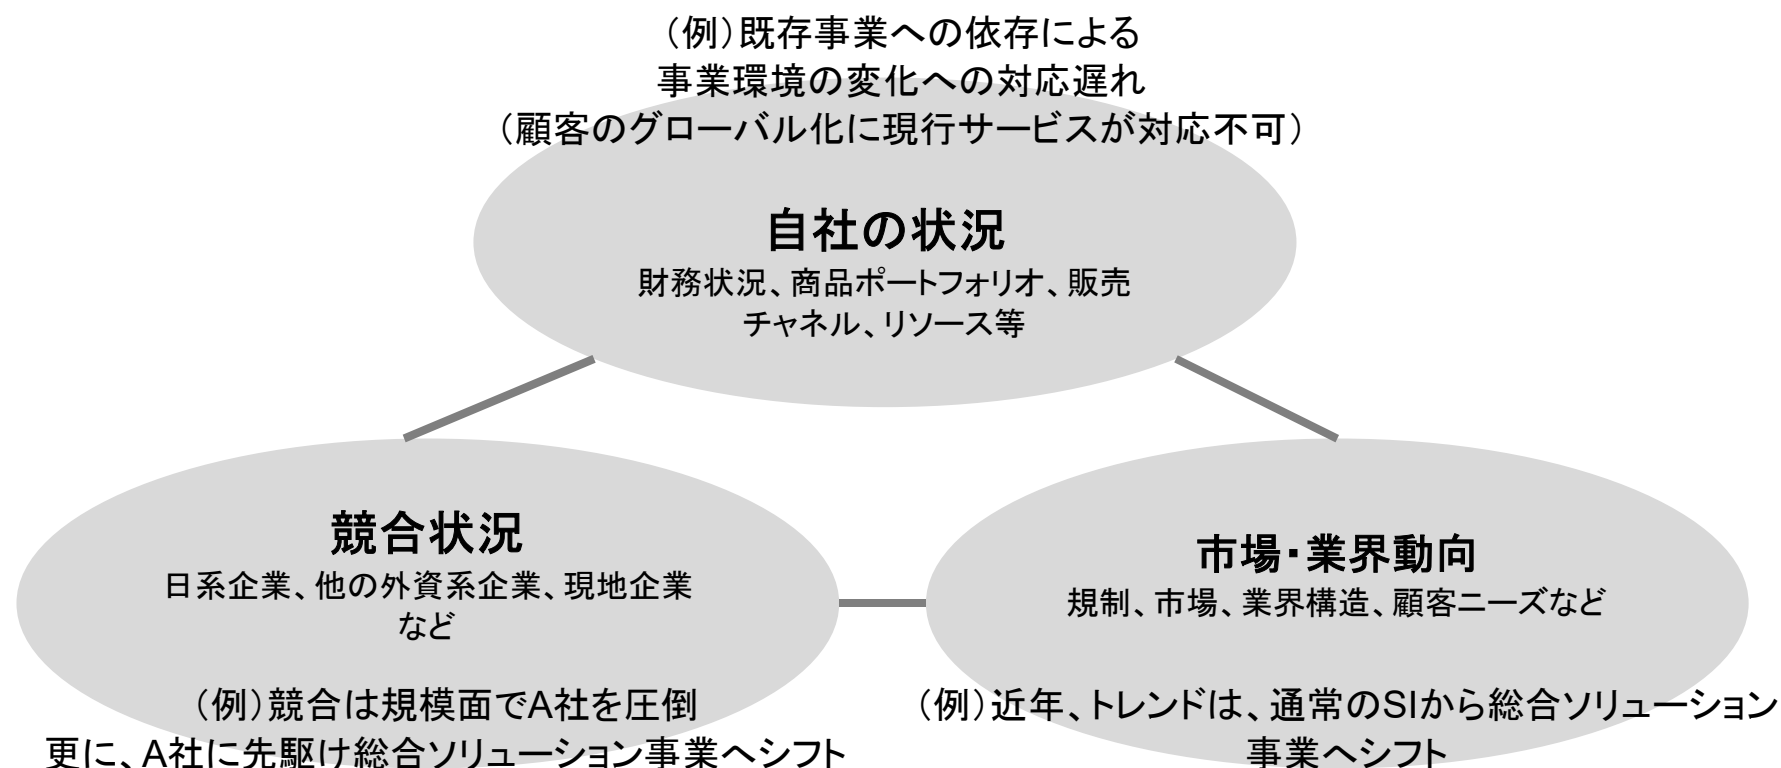 （例）既存事業への依存による
事業環境の変化への対応遅れ
（顧客のグローバル化に現行サービスが対応不可）
自社の状況
財務状況、商品ポートフォリオ、販売
チャネル、リソース等
競合状況
日系企業、他の外資系企業、現地企業
など
（例）競合は規模面でA社を圧倒
更に、A社に先駆け総合ソリューション事業へシフト
市場・業界動向
規制、市場、業界構造、顧客ニーズなど
（例）近年、トレンドは、通常のSIから総合ソリューション
事業へシフト